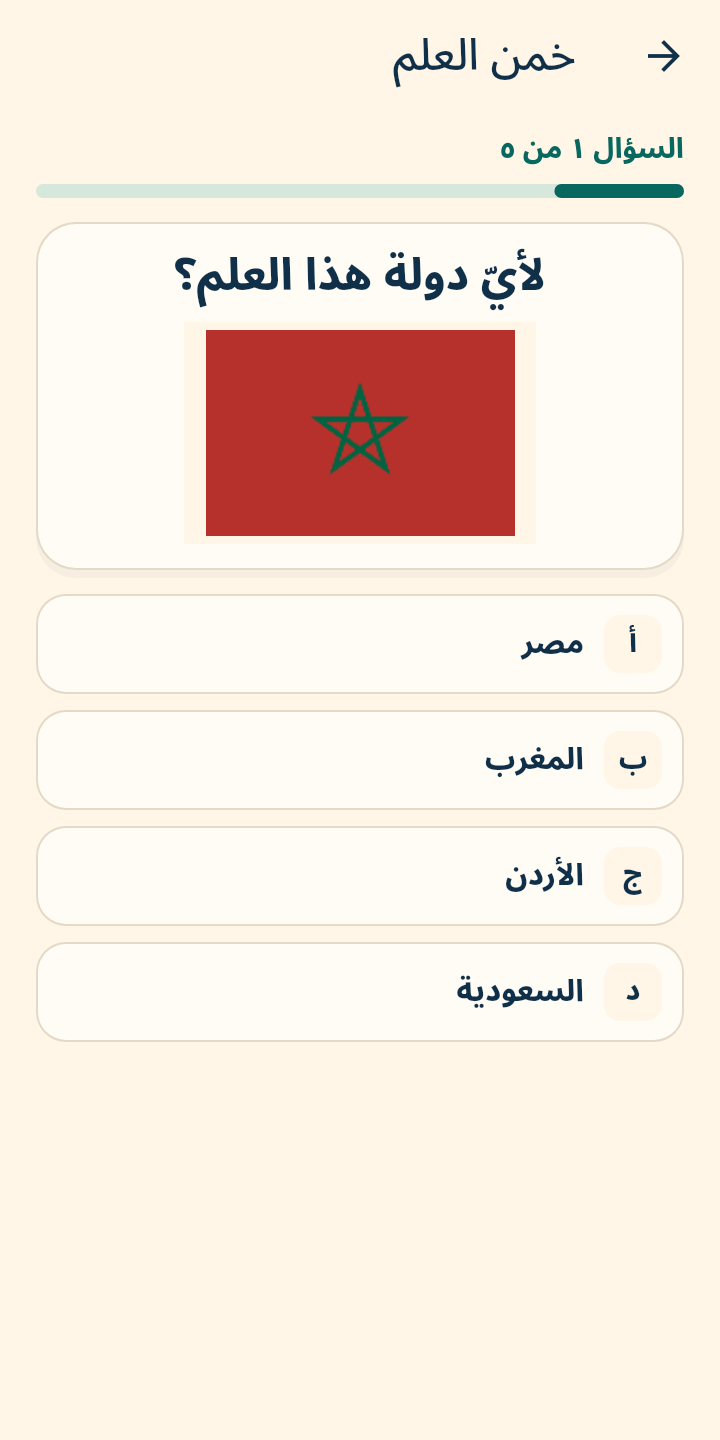 خمن العلم
السؤال ١ من ٥
لأيّ دولة هذا العلم؟
أ مصر
ب المغرب
ج الأردن
د السعودية